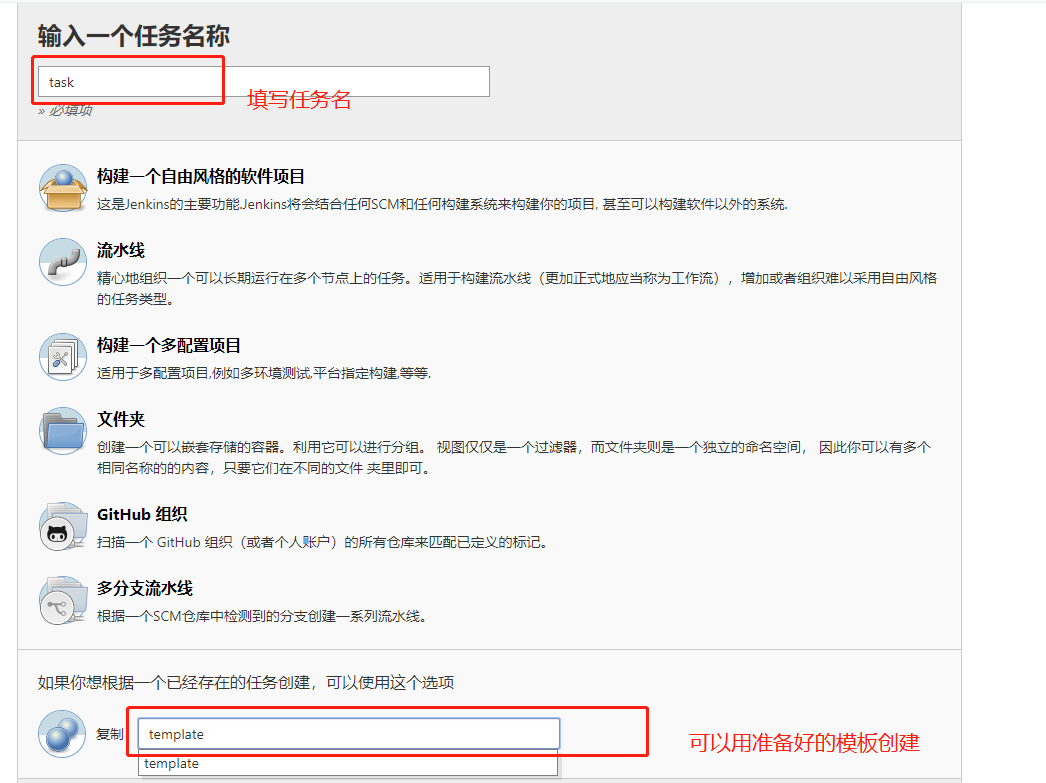 输入一个任务名称
task
填写任务名
» 必填项
构建一个自由风格的软件项目
这是Jenkins的主要功能.Jenkins将会结合任何SCM和任何构建系统来构建你的项目, 甚至可以构建软件以外的系统.
流水线
精心地组织一个可以长期运行在多个节点上的任务。适用于构建流水线（更加正式地应当称为工作流），增加或者组织难以采用自由风格
的任务类型。
构建一个多配置项目
适用于多配置项目,例如多环境测试,平台指定构建,等等.
文件夹
创建一个可以嵌套存储的容器。利用它可以进行分组。 视图仅仅是一个过滤器，而文件夹则是一个独立的命名空间， 因此你可以有多个
相同名称的的内容，只要它们在不同的文件 夹里即可。
GitHub 组织
扫描一个 GitHub 组织（或者个人账户）的所有仓库来匹配已定义的标记。
多分支流水线
根据一个SCM仓库中检测到的分支创建一系列流水线。
如果你想根据一个已经存在的任务创建，可以使用这个选项
复制 template
可以用准备好的模板创建
template